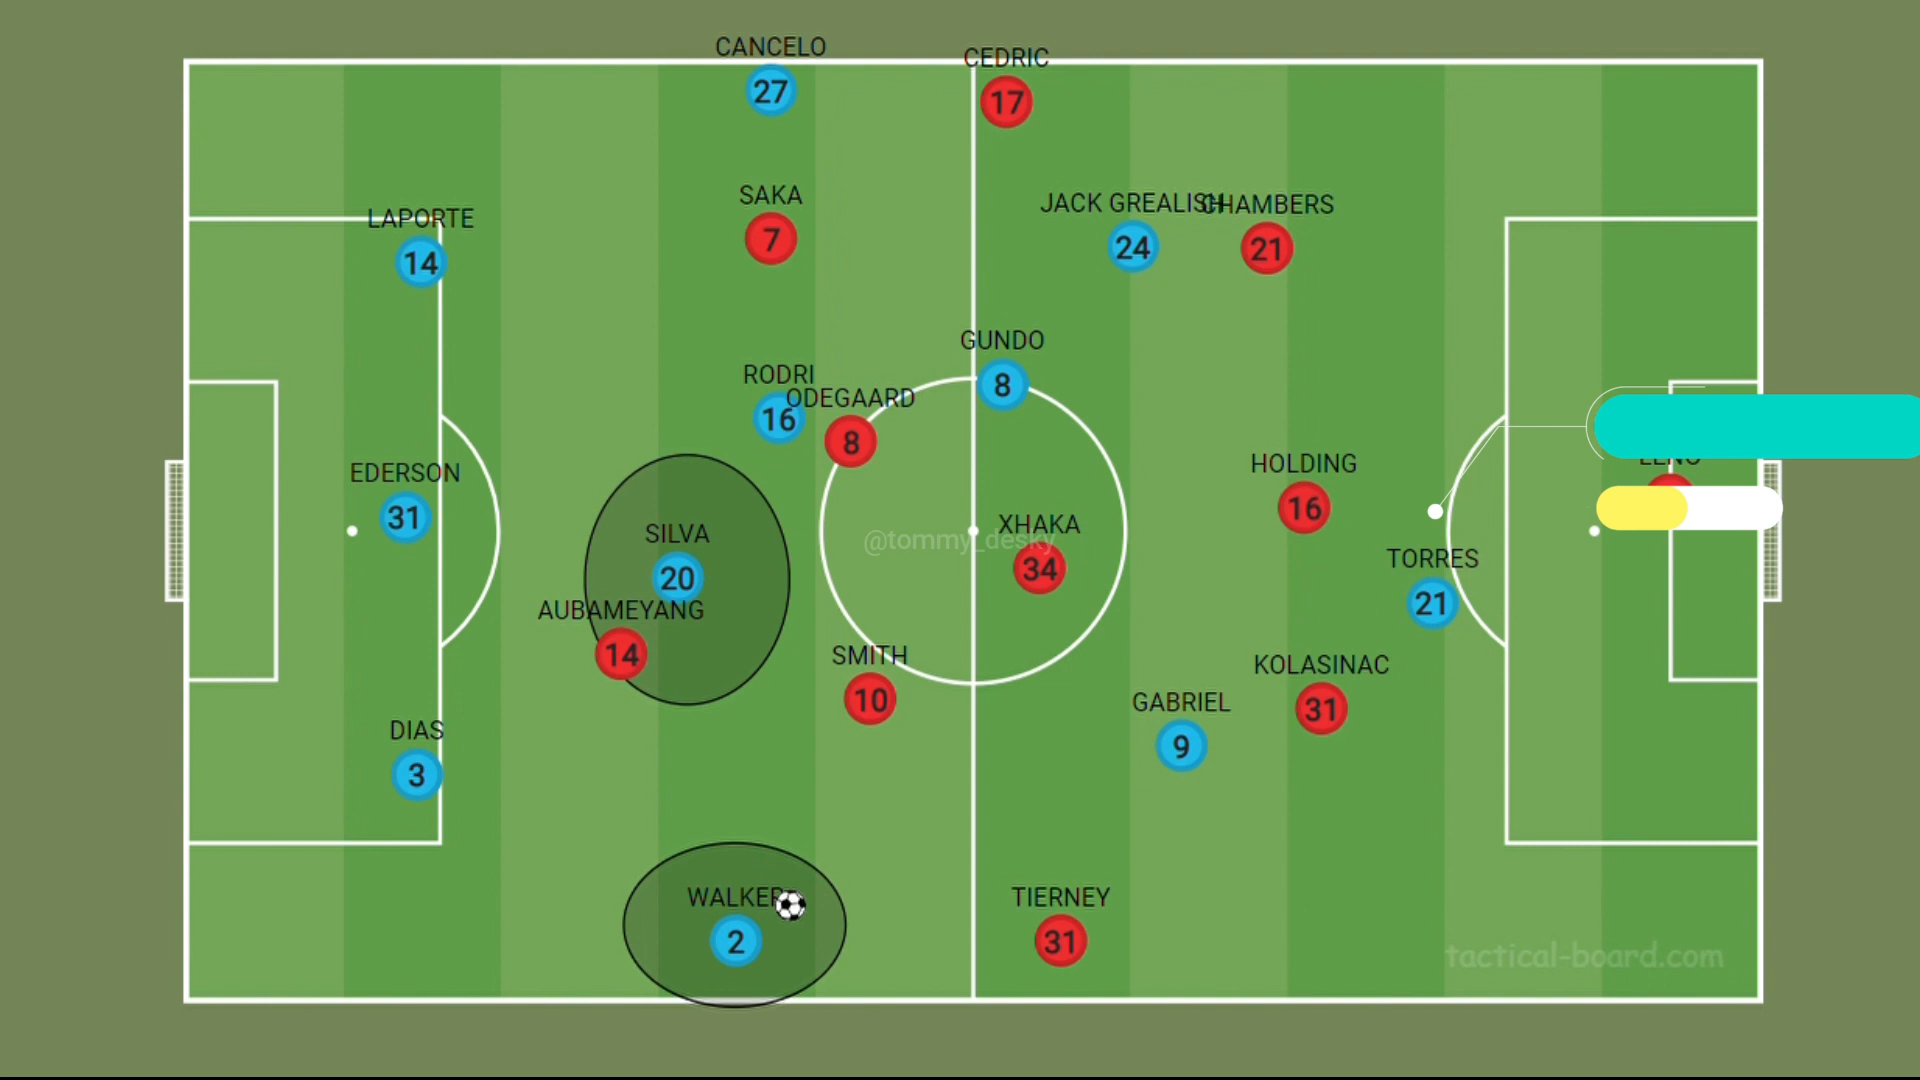 CANCELO
27
CEDRIC
17
SAKA
7
JACK GREALISH
24
CHAMBERS
21
LAPORTE
14
GUNDO
8
RODRI
16
ODEGAARD
8
EDERSON
31
HOLDING
16
LENO
SILVA
20
XHAKA
34
@tommy_desky
TORRES
21
AUBAMEYANG
14
SMITH
10
KOLASINAC
31
GABRIEL
9
DIAS
3
WALKER
2
TIERNEY
31
tactical-board.com